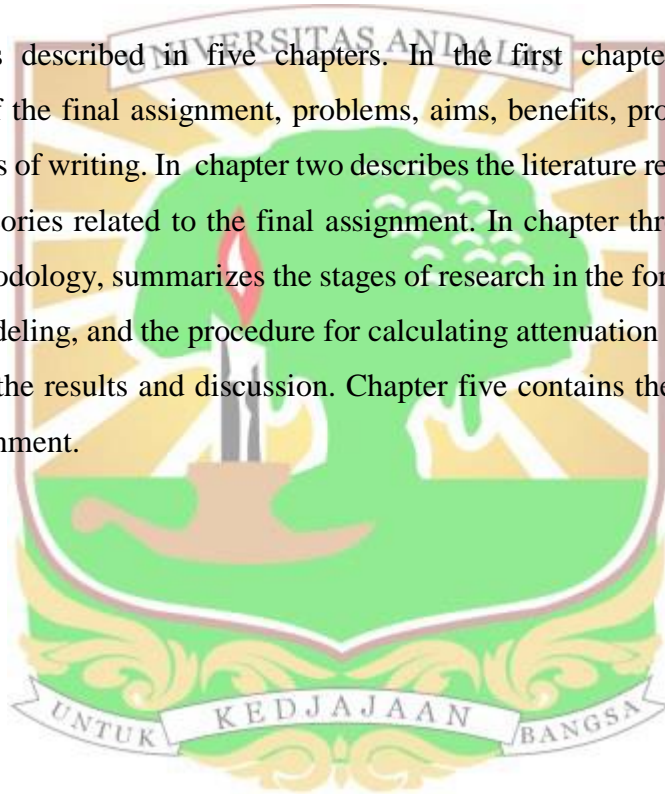 UNIVERSITAS ANDALAS
s described in five chapters. In the first chapte
f the final assignment, problems, aims, benefits, pro
s of writing. In chapter two describes the literature re
ories related to the final assignment. In chapter thr
odology, summarizes the stages of research in the for
deling, and the procedure for calculating attenuation
the results and discussion. Chapter five contains the
nment.
UNTUK KEDJAJAAN BANGSA